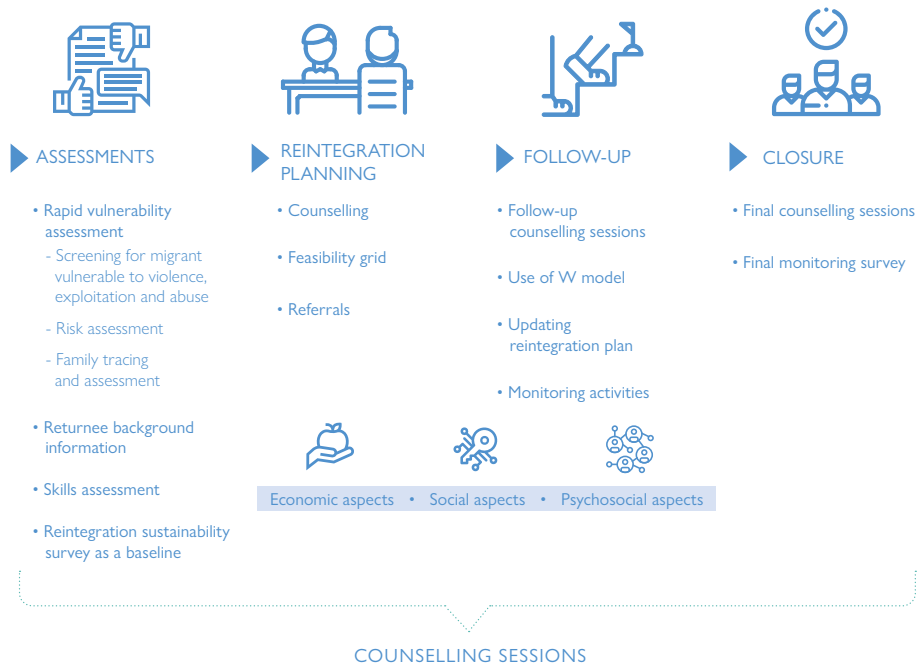 ASSESSMENTS
• Rapid vulnerability
assessment
- Screening for migrant
vulnerable to violence,
exploitation and abuse
- Risk assessment
- Family tracing
and assessment
• Returnee background
information
• Skills assessment
• Reintegration sustainability
survey as a baseline
REINTEGRATION
PLANNING
• Counselling
• Feasibility grid
• Referrals
FOLLOW-UP
• Follow-up
counselling sessions
• Use of W model
• Updating
reintegration plan
• Monitoring activities
CLOSURE
• Final counselling sessions
• Final monitoring survey
Economic aspects • Social aspects • Psychosocial aspects
COUNSELLING SESSIONS